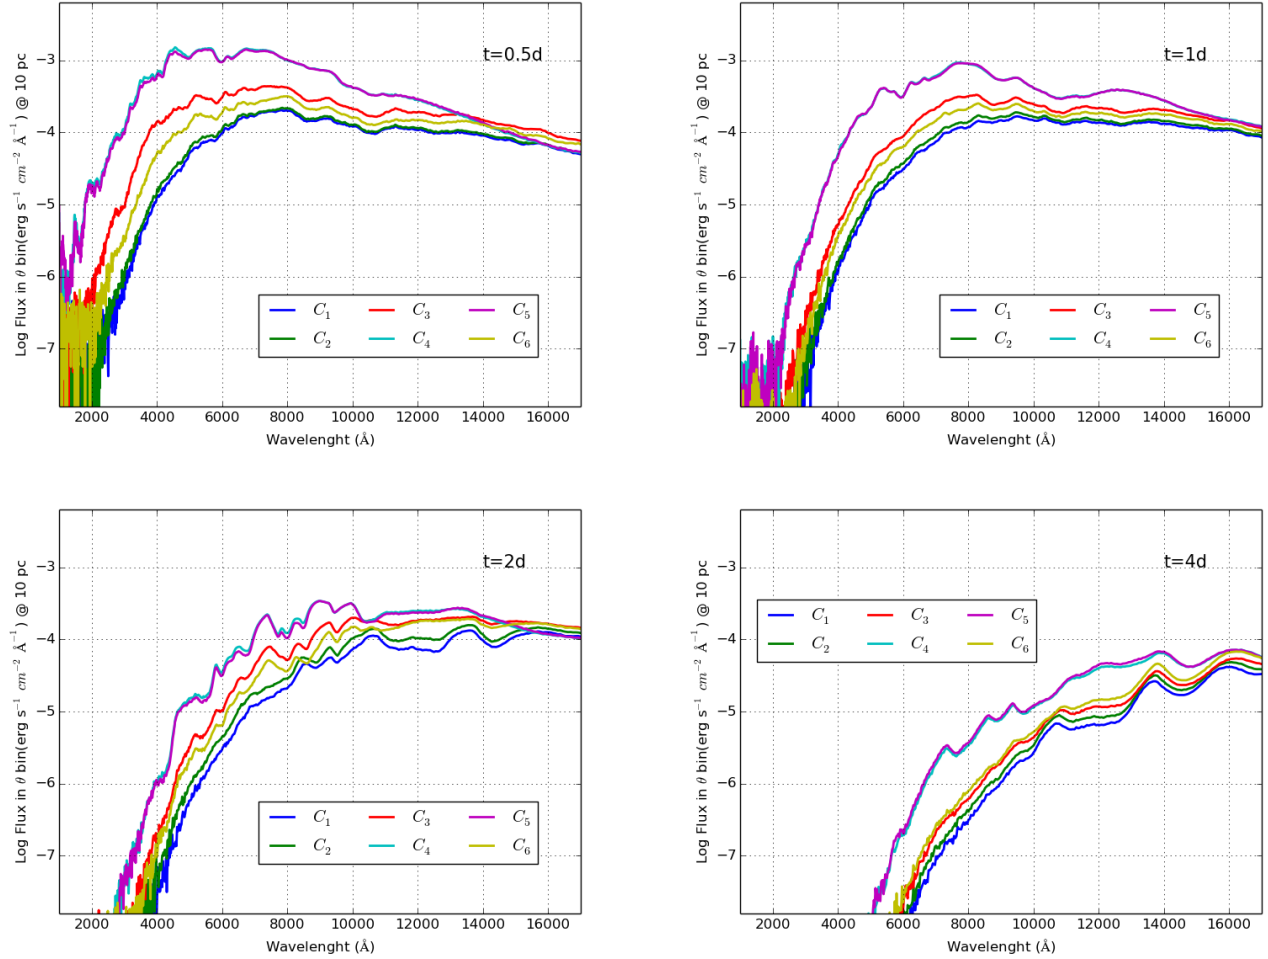 Log Flux in θ bin(erg s⁻¹ cm⁻² Å⁻¹) @ 10 pc
−3
−4
−5
−6
−7
t=0.5d
C₁ C₃ C₅
C₂ C₄ C₆
2000 4000 6000 8000 10000 12000 14000 16000
Wavelenght (Å)
Log Flux in θ bin(erg s⁻¹ cm⁻² Å⁻¹) @ 10 pc
−3
−4
−5
−6
−7
t=1d
C₁ C₃ C₅
C₂ C₄ C₆
2000 4000 6000 8000 10000 12000 14000 16000
Wavelenght (Å)
Log Flux in θ bin(erg s⁻¹ cm⁻² Å⁻¹) @ 10 pc
−3
−4
−5
−6
−7
t=2d
C₁ C₃ C₅
C₂ C₄ C₆
2000 4000 6000 8000 10000 12000 14000 16000
Wavelenght (Å)
Log Flux in θ bin(erg s⁻¹ cm⁻² Å⁻¹) @ 10 pc
−3
−4
−5
−6
−7
t=4d
C₁ C₃ C₅
C₂ C₄ C₆
2000 4000 6000 8000 10000 12000 14000 16000
Wavelenght (Å)